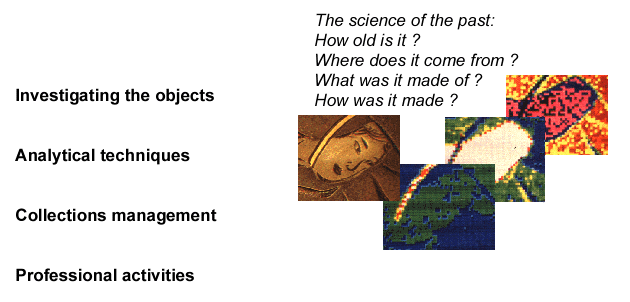 The science of the past:
How old is it ?
Where does it come from ?
What was it made of ?
How was it made ?
Investigating the objects
Analytical techniques
Collections management
Professional activities